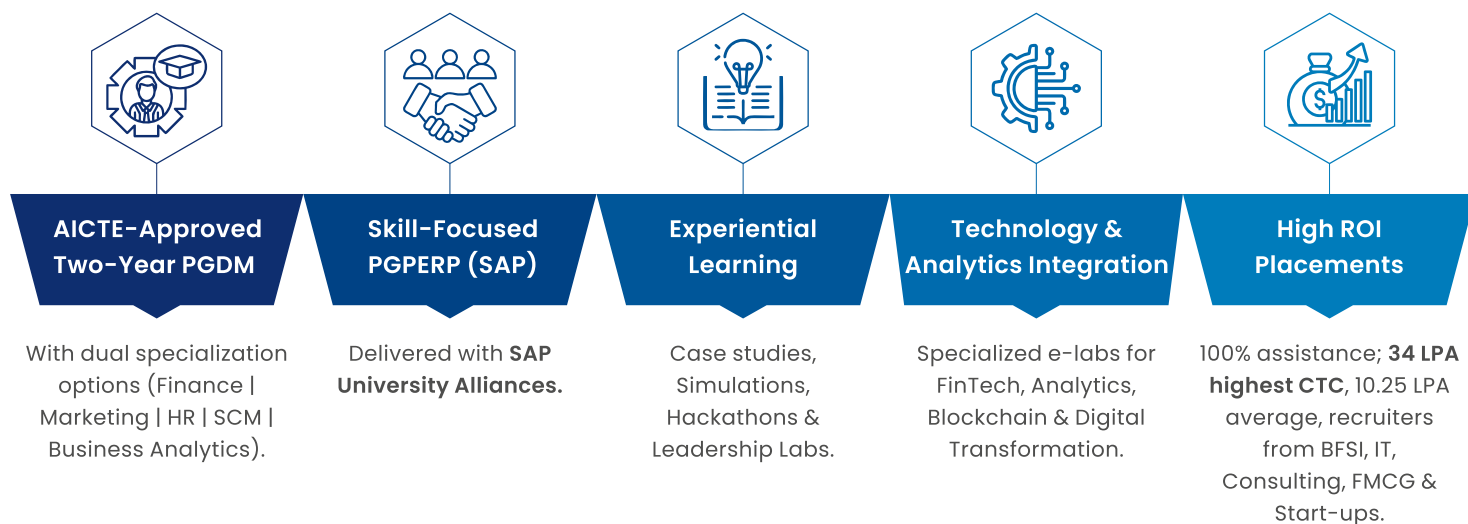 AICTE-Approved
Two-Year PGDM
With dual specialization
options (Finance |
Marketing | HR | SCM |
Business Analytics).
Skill-Focused
PGPERP (SAP)
Delivered with SAP
University Alliances.
Experiential
Learning
Case studies,
Simulations,
Hackathons &
Leadership Labs.
Technology &
Analytics Integration
Specialized e-labs for
FinTech, Analytics,
Blockchain & Digital
Transformation.
$
High ROI
Placements
100% assistance; 34 LPA
highest CTC, 10.25 LPA
average, recruiters
from BFSI, IT,
Consulting, FMCG &
Start-ups.